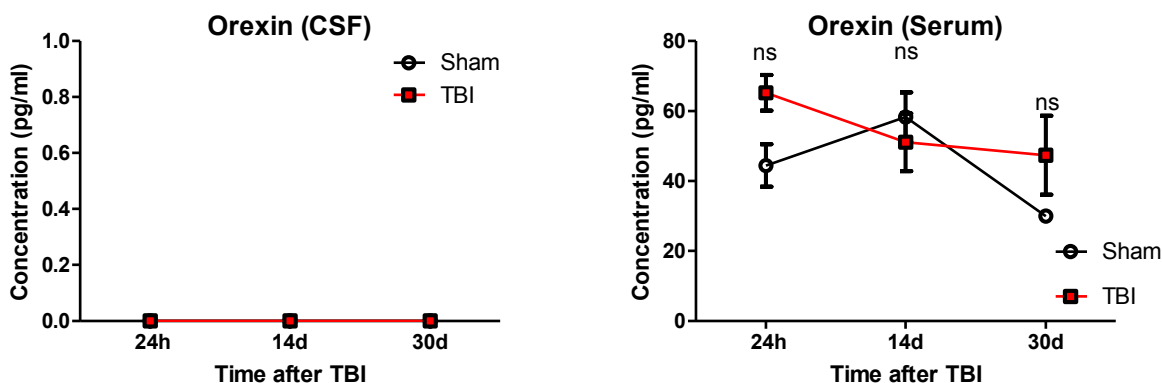 Orexin (CSF)
Concentration (pg/ml)
1.0
0.8
0.6
0.4
0.2
0.0
24h 14d 30d
Time after TBI
Sham
TBI
Orexin (Serum)
Concentration (pg/ml)
80
60
40
20
0
ns
ns
ns
24h 14d 30d
Time after TBI
Sham
TBI